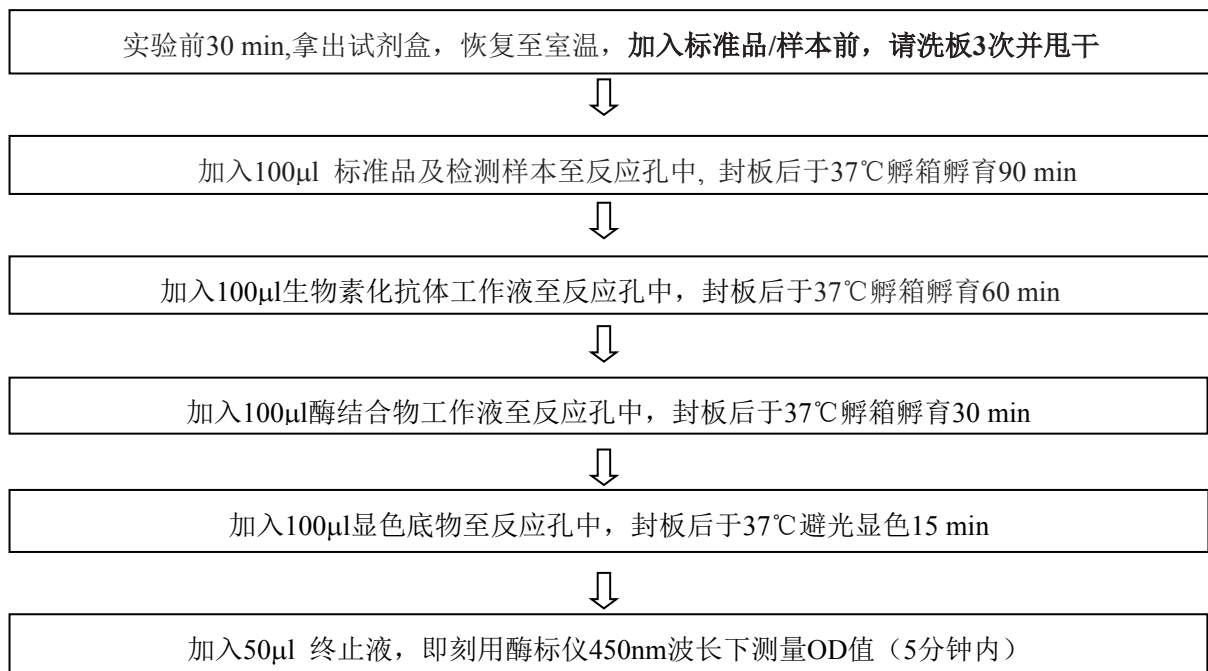 实验前30 min,拿出试剂盒，恢复至室温，加入标准品/样本前，请洗板3次并甩干
加入100μl 标准品及检测样本至反应孔中, 封板后于37℃孵箱孵育90 min
加入100μl生物素化抗体工作液至反应孔中，封板后于37℃孵箱孵育60 min
加入100μl酶结合物工作液至反应孔中，封板后于37℃孵箱孵育30 min
加入100μl显色底物至反应孔中，封板后于37℃避光显色15 min
加入50μl 终止液，即刻用酶标仪450nm波长下测量OD值（5分钟内）